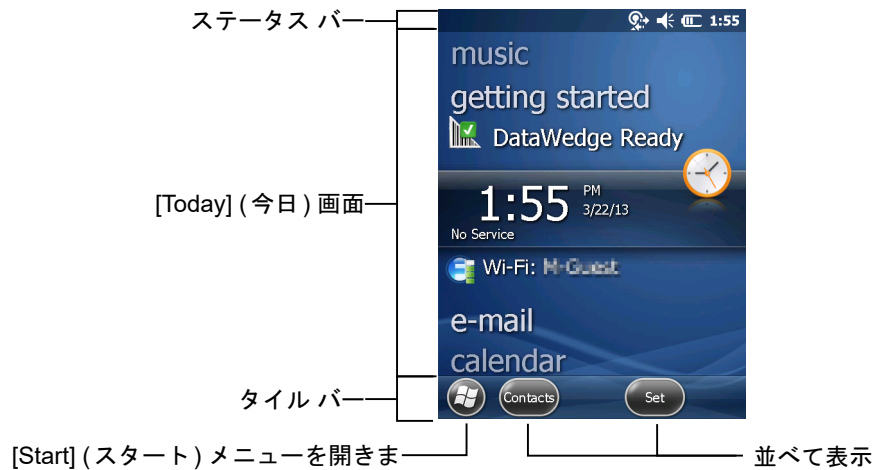 ステータス バー
1:55
music
getting started
DataWedge Ready
[Today] (今日) 画面
1:55 PM
3/22/13
No Service
Wi-Fi:
e-mail
calendar
タイル バー
Contacts
Set
[Start] (スタート) メニューを開きま
並べて表示